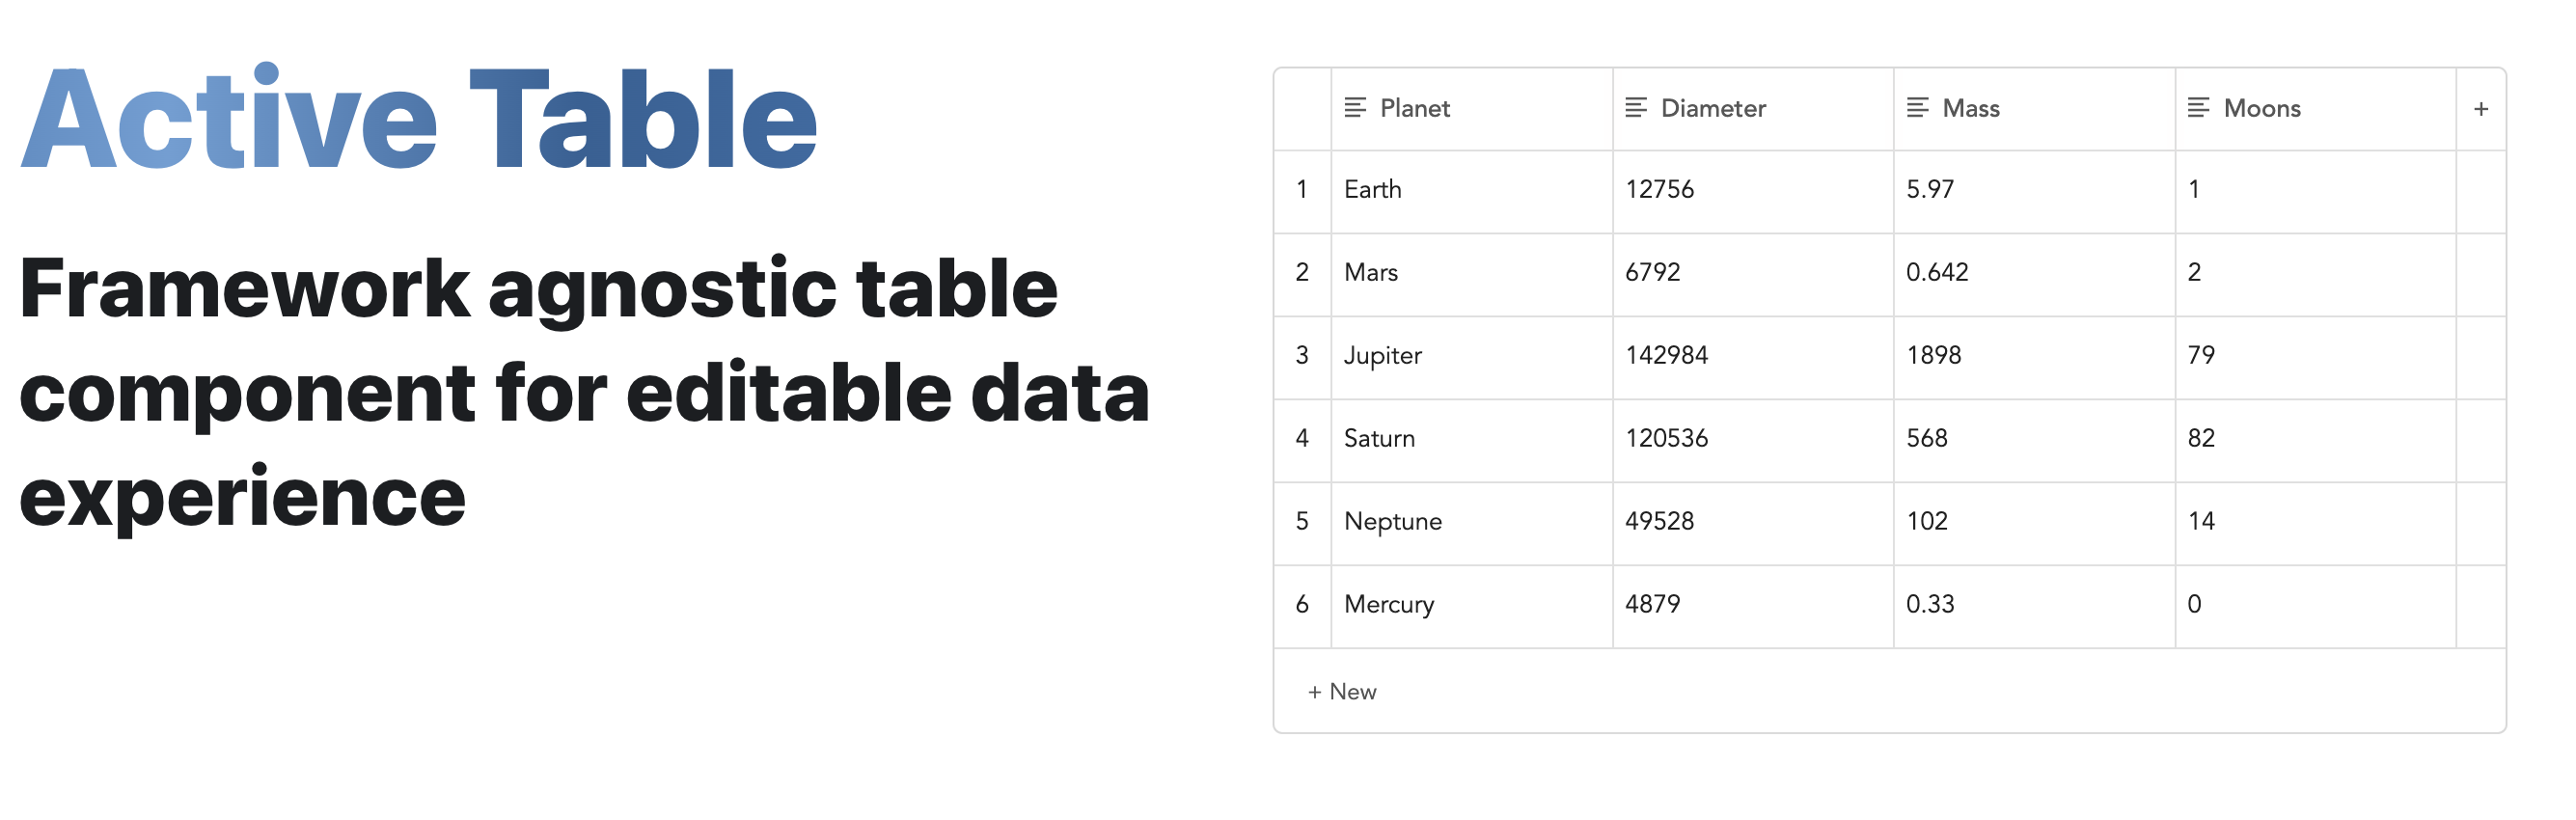 Active Table
Framework agnostic table
component for editable data
experience
Planet Diameter Mass Moons +
1 Earth 12756 5.97 1
2 Mars 6792 0.642 2
3 Jupiter 142984 1898 79
4 Saturn 120536 568 82
5 Neptune 49528 102 14
6 Mercury 4879 0.33 0
+ New